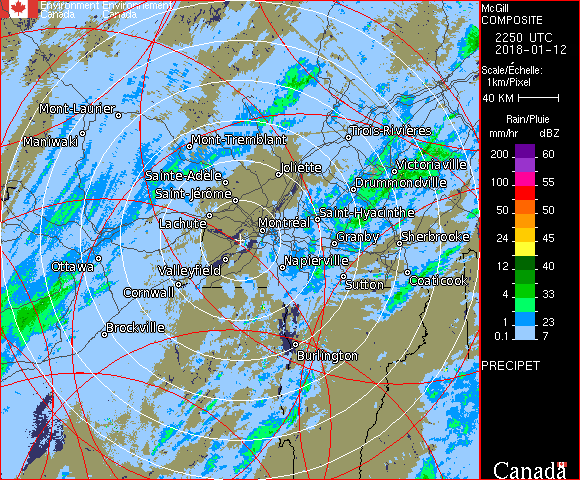 Environment Environnement
Canada Canada
McGill
COMPOSITE
2250 UTC
2018-01-12
Scale/Échelle:
1km/Pixel
40 KM
Rain/Pluie
mm/hr dBZ
200 60
100 55
50 50
24 45
12 40
4 33
1 23
0.1 7
PRECIPET
Canada
Mont-Laurier
Maniwaki
Mont-Tremblant
Trois-Rivières
Joliette
Victoriaville
Sainte-Adèle
Drummondville
Saint-Jérôme
Saint-Hyacinthe
Lachute
Montréal
Granby
Sherbrooke
Ottawa
Valleyfield
Napierville
Cornwall
Sutton
Coaticook
Brockville
Burlington